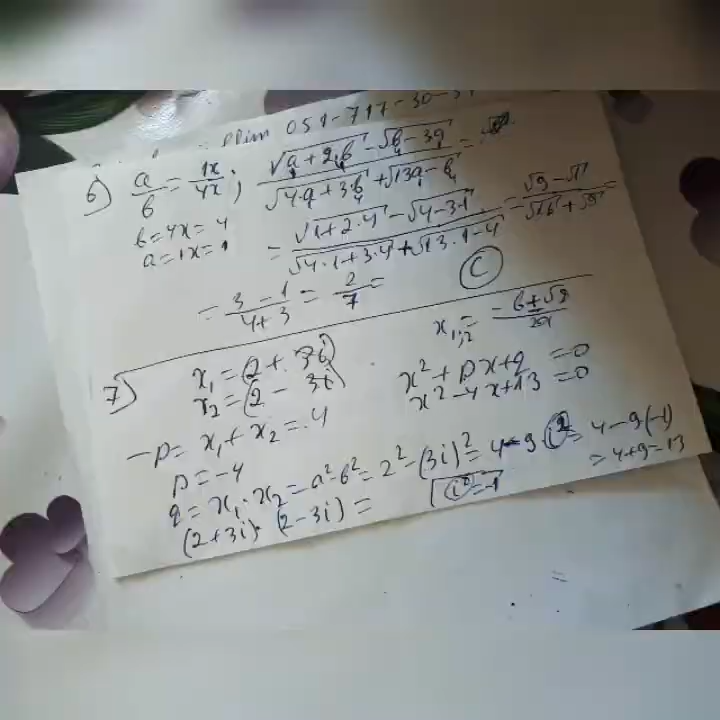 051-717-30-
6) a/b = 1x/4x ; (√(a+2b) - √(b-3a)) / (√(4a+3b) + √(13a-b)) =
b=4x=4
a=1x=1
= (√(1+2·4) - √(4-3·1)) / (√(4·1+3·4) + √(13·1-4)) = (√9-√1) / (√16+√9) =
= (3-1)/(4+3) = 2/7 = C
7) x₁=(2+3i)
x₂=(2-3i)
x₁,₂ =
x²+px+q=0
x²-4x+13=0
-p= x₁+x₂=4
p=-4
q=x₁·x₂=a²-b²=2²-(3i)²=4-9i²=4-9(-1)
=4+9=13
(2+3i)·(2-3i)=
i²=-1